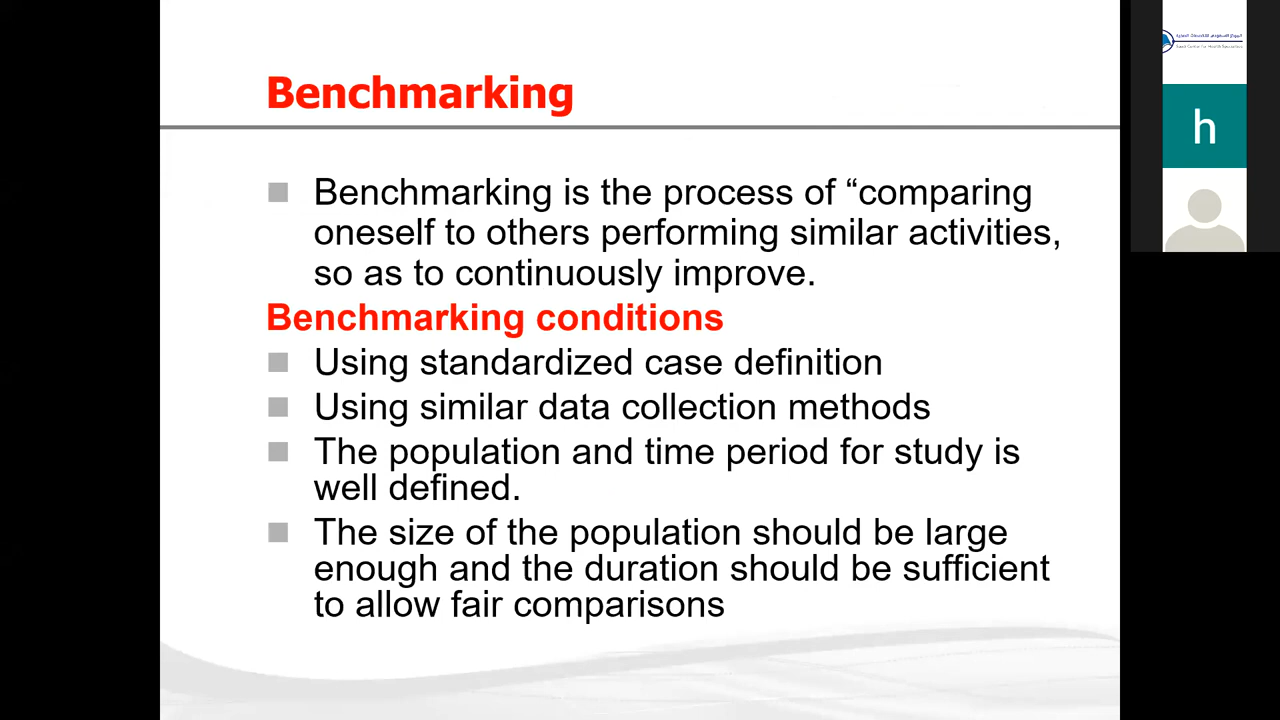 Benchmarking
Benchmarking is the process of “comparing
oneself to others performing similar activities,
so as to continuously improve.
Benchmarking conditions
Using standardized case definition
Using similar data collection methods
The population and time period for study is
well defined.
The size of the population should be large
enough and the duration should be sufficient
to allow fair comparisons
h